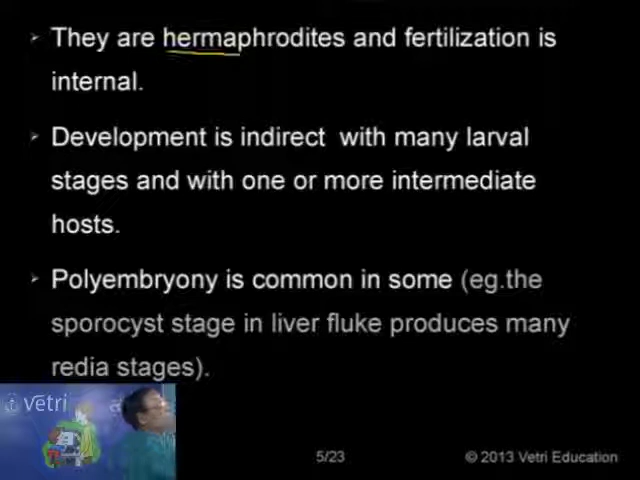 They are hermaphrodites and fertilization is
internal.
Development is indirect with many larval
stages and with one or more intermediate
hosts.
Polyembryony is common in some (eg.the
sporocyst stage in liver fluke produces many
redia stages).
vetri
5/23
© 2013 Vetri Education